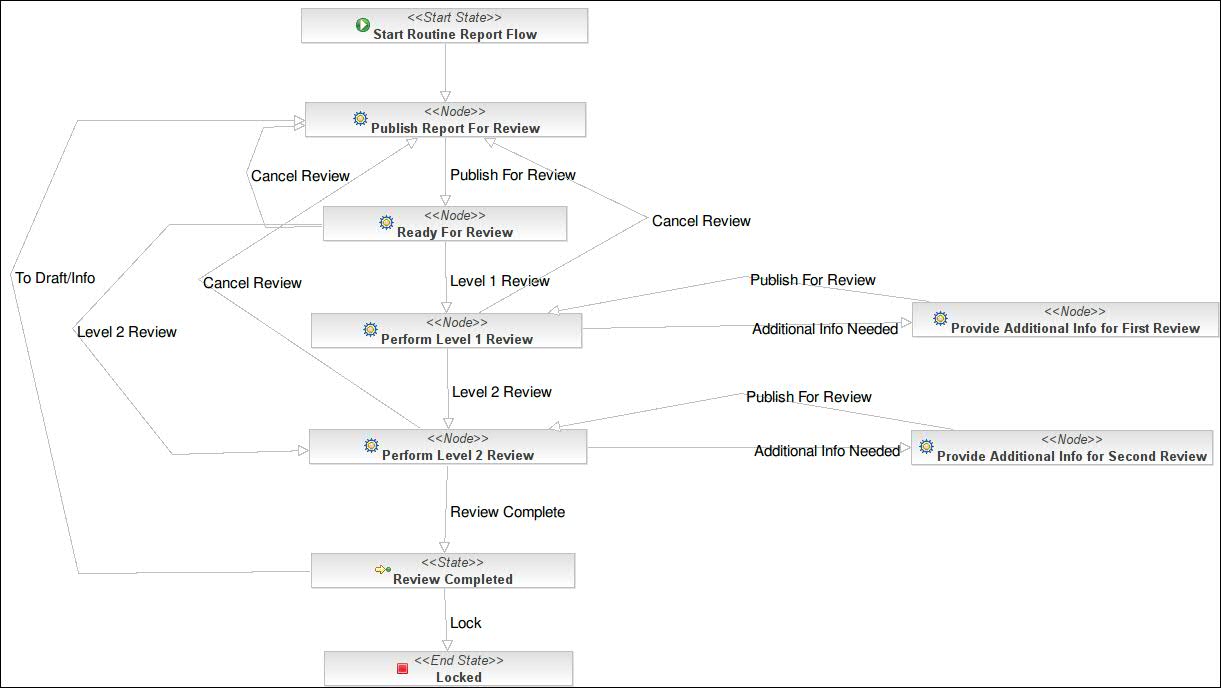 <<Start State>>
Start Routine Report Flow
<<Node>>
Publish Report For Review
Cancel Review
Publish For Review
<<Node>>
Ready For Review
Cancel Review
To Draft/Info
Cancel Review
Level 1 Review
Publish For Review
<<Node>>
Provide Additional Info for First Review
<<Node>>
Perform Level 1 Review
Additional Info Needed
Level 2 Review
Level 2 Review
Publish For Review
<<Node>>
Perform Level 2 Review
Additional Info Needed
<<Node>>
Provide Additional Info for Second Review
Review Complete
<<State>>
Review Completed
Lock
<<End State>>
Locked